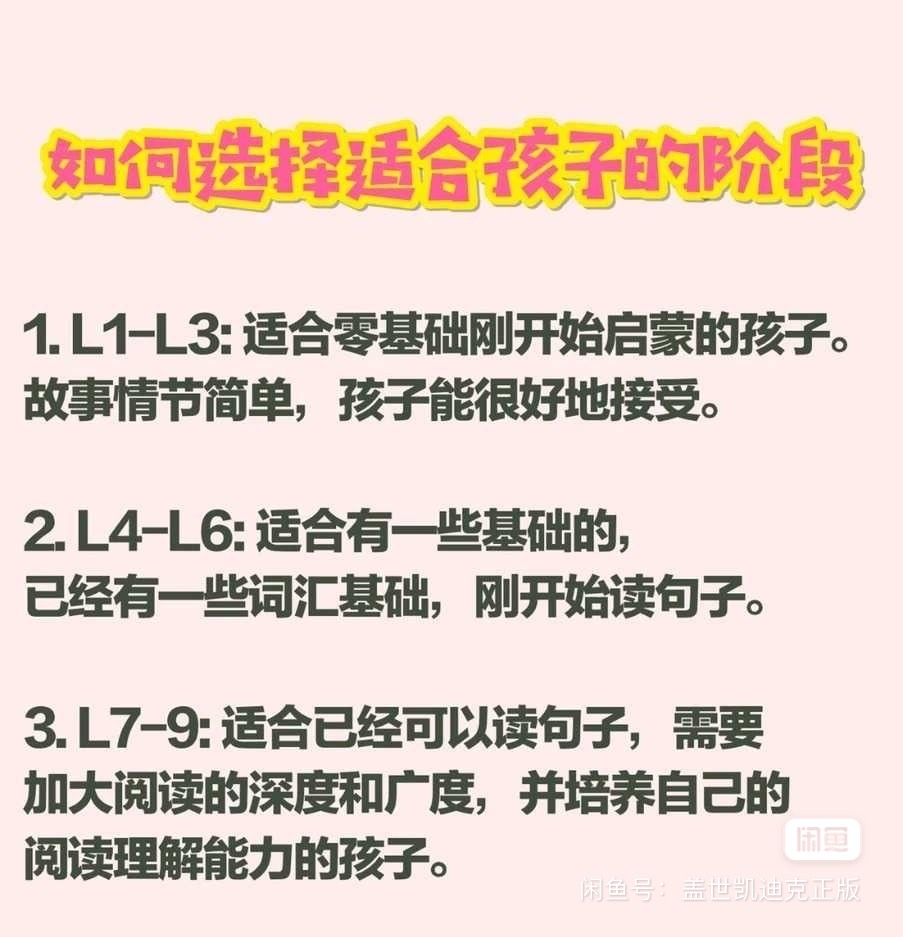 如何选择适合孩子的阶段
1. L1-L3: 适合零基础刚开始启蒙的孩子。
故事情节简单，孩子能很好地接受。
2. L4-L6: 适合有一些基础的，
已经有一些词汇基础，刚开始读句子。
3. L7-9: 适合已经可以读句子，需要
加大阅读的深度和广度，并培养自己的
阅读理解能力的孩子。
闲鱼
闲鱼号：盖世凯迪克正版